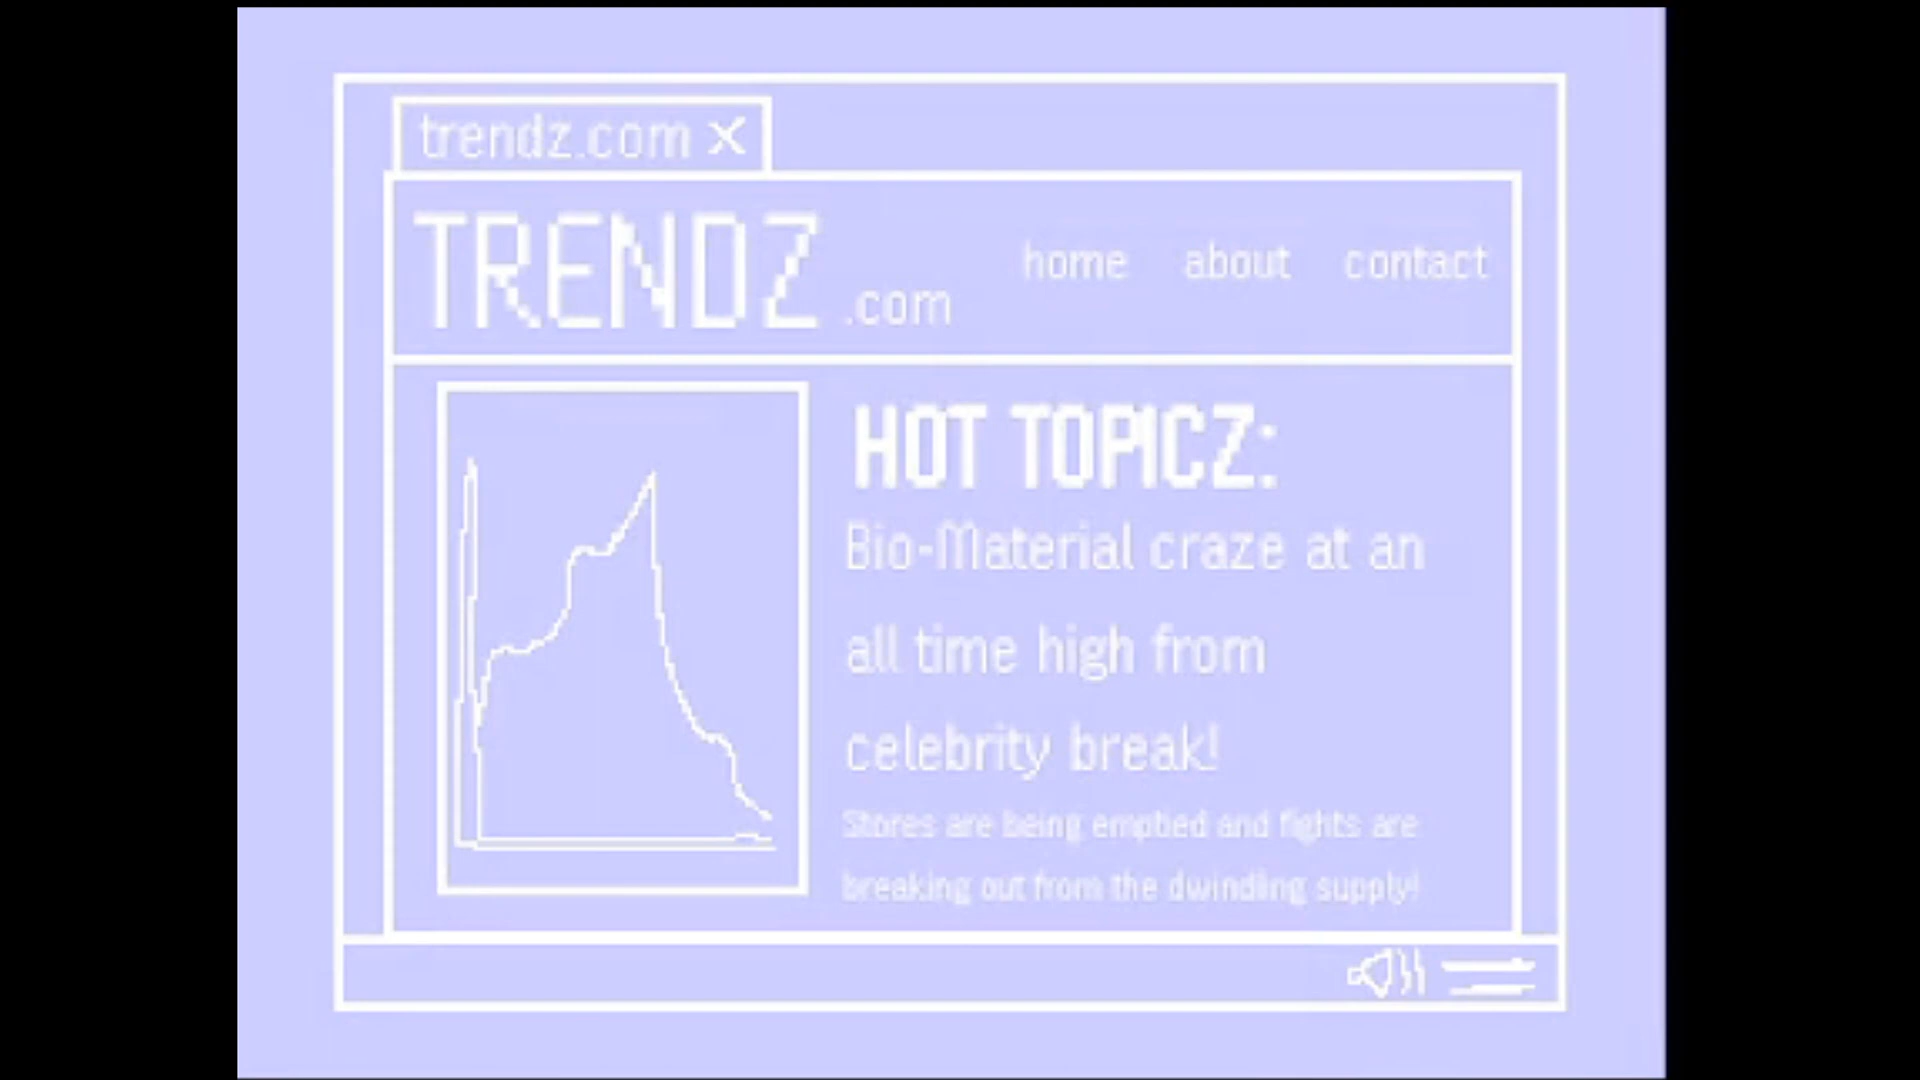 trendz.com X
TRENDZ .com
home about contact
HOT TOPICZ:
Bio-Material craze at an
all time high from
celebrity break!
Stores are being emptied and fights are
breaking out from the dwindling supply!